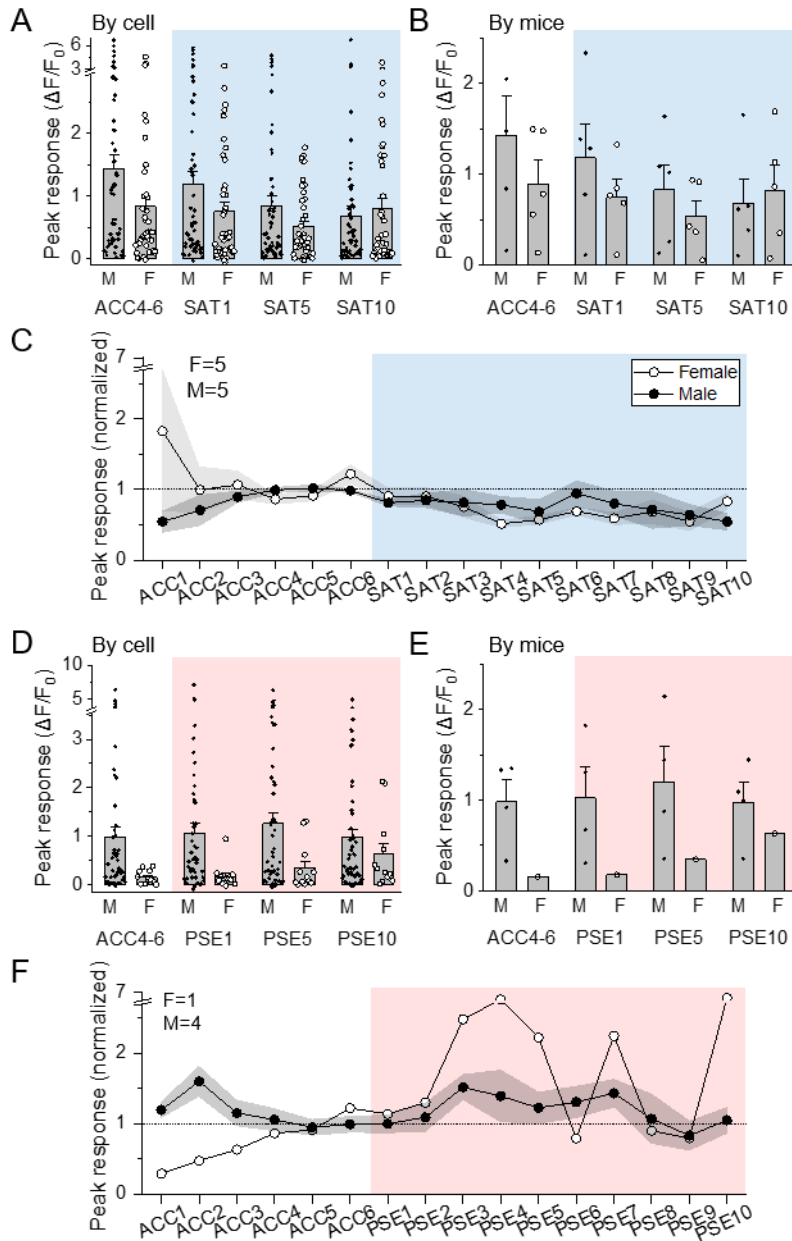 A By cell
Peak response (ΔF/F0)
6
3
2
1
0
M F M F M F M F
ACC4-6 SAT1 SAT5 SAT10
B By mice
Peak response (ΔF/F0)
2
1
0
M F M F M F M F
ACC4-6 SAT1 SAT5 SAT10
C
Peak response (normalized)
7
2
1
0
F=5
M=5
Female
Male
ACC1 ACC2 ACC3 ACC4 ACC5 ACC6 SAT1 SAT2 SAT3 SAT4 SAT5 SAT6 SAT7 SAT8 SAT9 SAT10
D By cell
Peak response (ΔF/F0)
10
5
3
2
1
0
M F M F M F M F
ACC4-6 PSE1 PSE5 PSE10
E By mice
Peak response (ΔF/F0)
2
1
0
M F M F M F M F
ACC4-6 PSE1 PSE5 PSE10
F
Peak response (normalized)
7
2
1
0
F=1
M=4
ACC1 ACC2 ACC3 ACC4 ACC5 ACC6 PSE1 PSE2 PSE3 PSE4 PSE5 PSE6 PSE7 PSE8 PSE9 PSE10